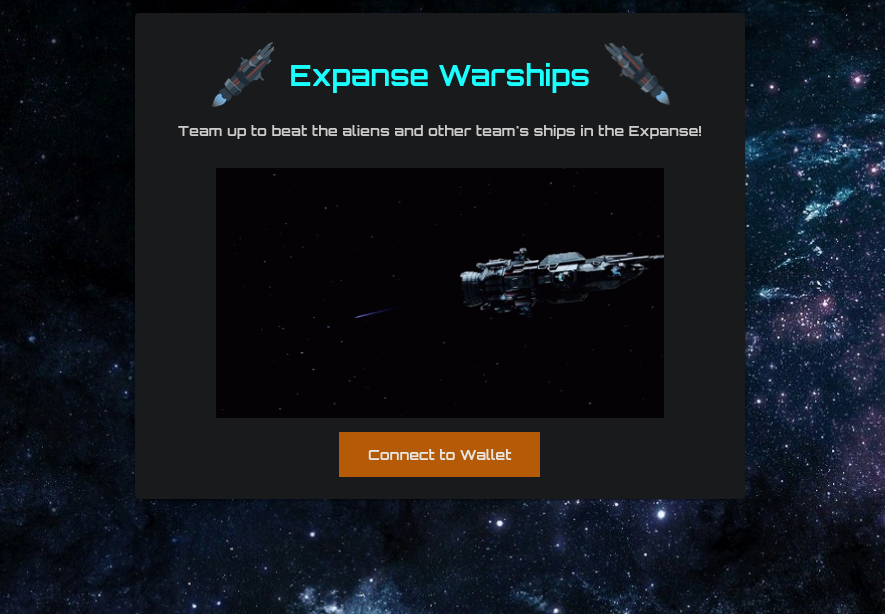 Expanse Warships
Team up to beat the aliens and other team's ships in the Expanse!
Connect to Wallet